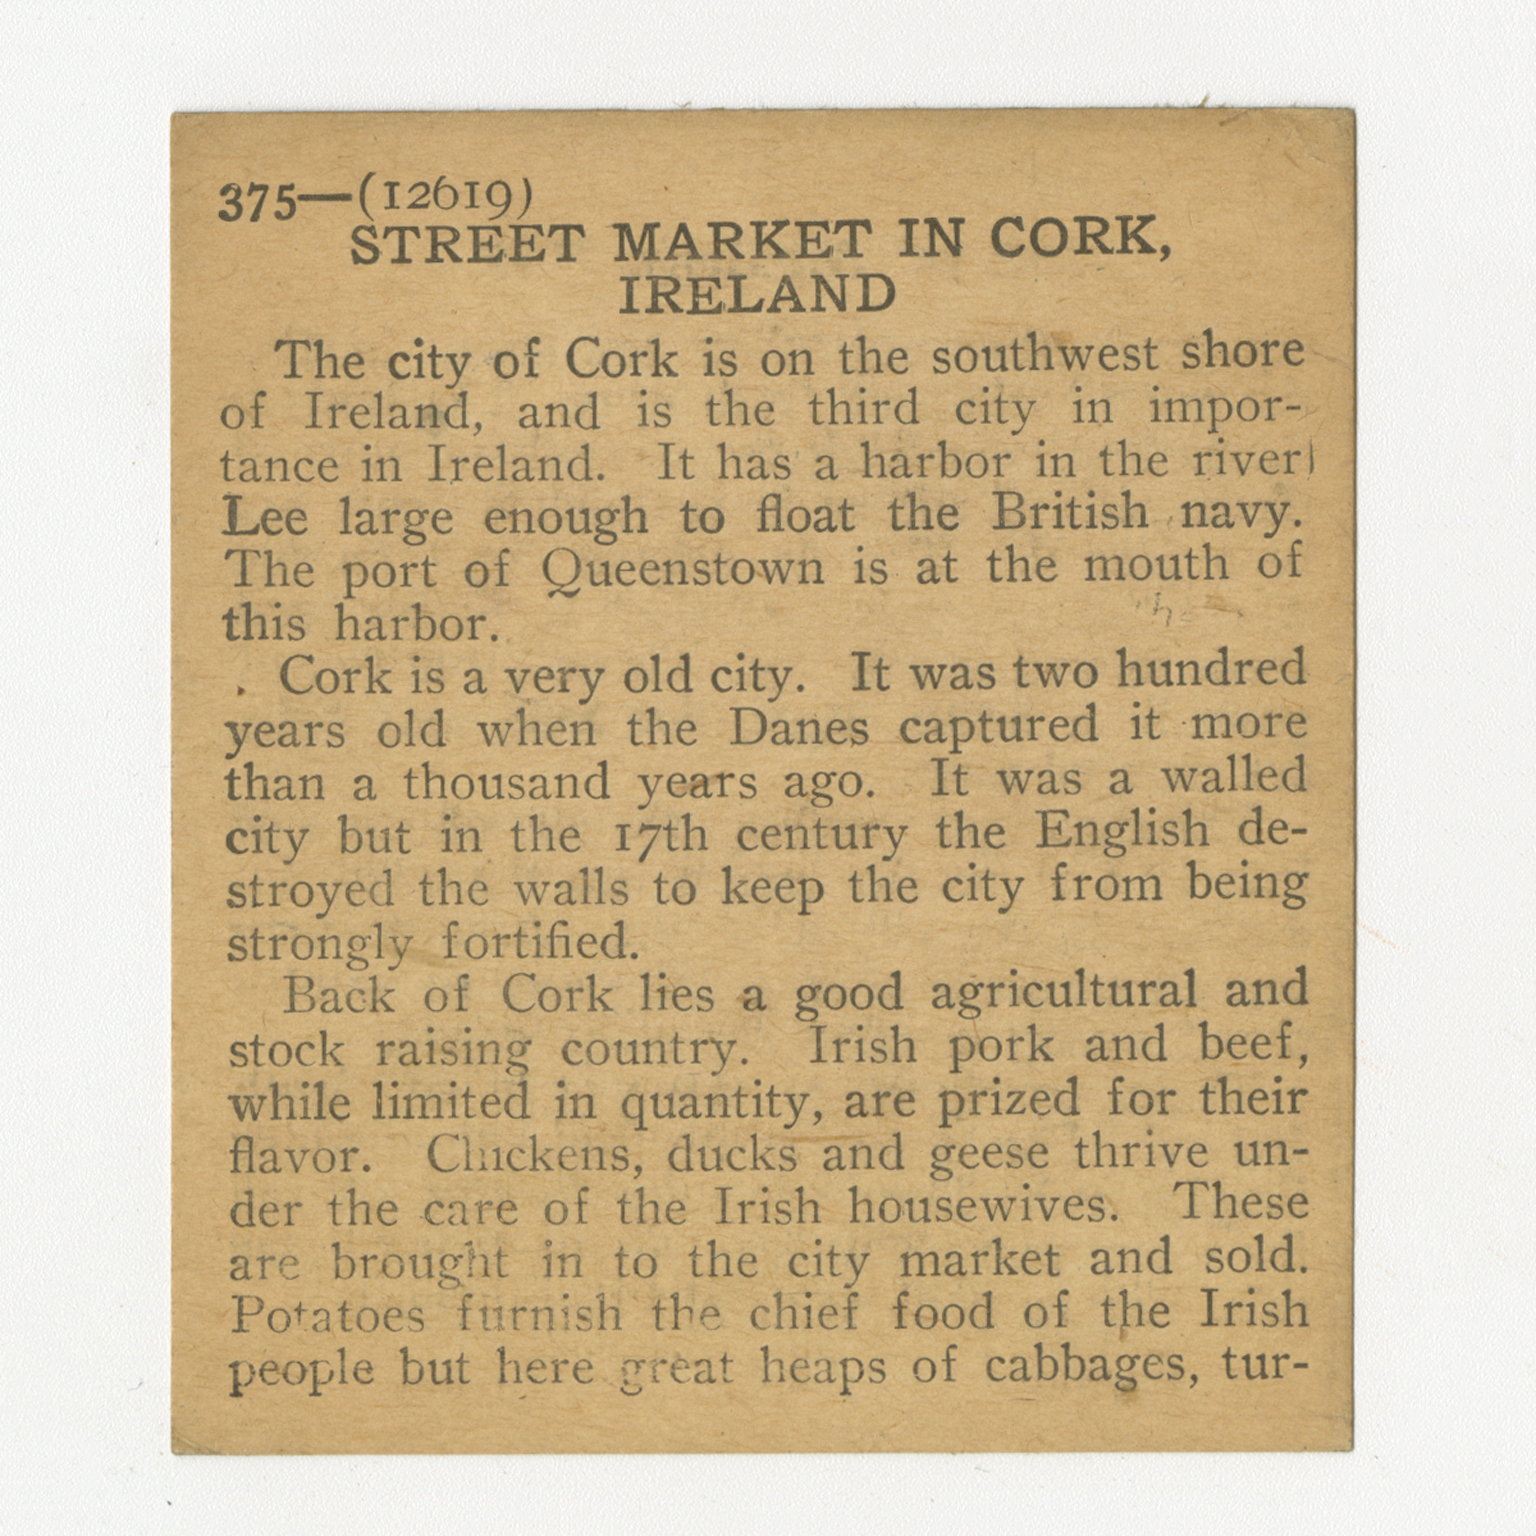 375—(12619)
STREET MARKET IN CORK,
IRELAND
The city of Cork is on the southwest shore
of Ireland, and is the third city in impor-
tance in Ireland. It has a harbor in the river
Lee large enough to float the British navy.
The port of Queenstown is at the mouth of
this harbor.
Cork is a very old city. It was two hundred
years old when the Danes captured it more
than a thousand years ago. It was a walled
city but in the 17th century the English de-
stroyed the walls to keep the city from being
strongly fortified.
Back of Cork lies a good agricultural and
stock raising country. Irish pork and beef,
while limited in quantity, are prized for their
flavor. Chickens, ducks and geese thrive un-
der the care of the Irish housewives. These
are brought in to the city market and sold.
Potatoes furnish the chief food of the Irish
people but here great heaps of cabbages, tur-